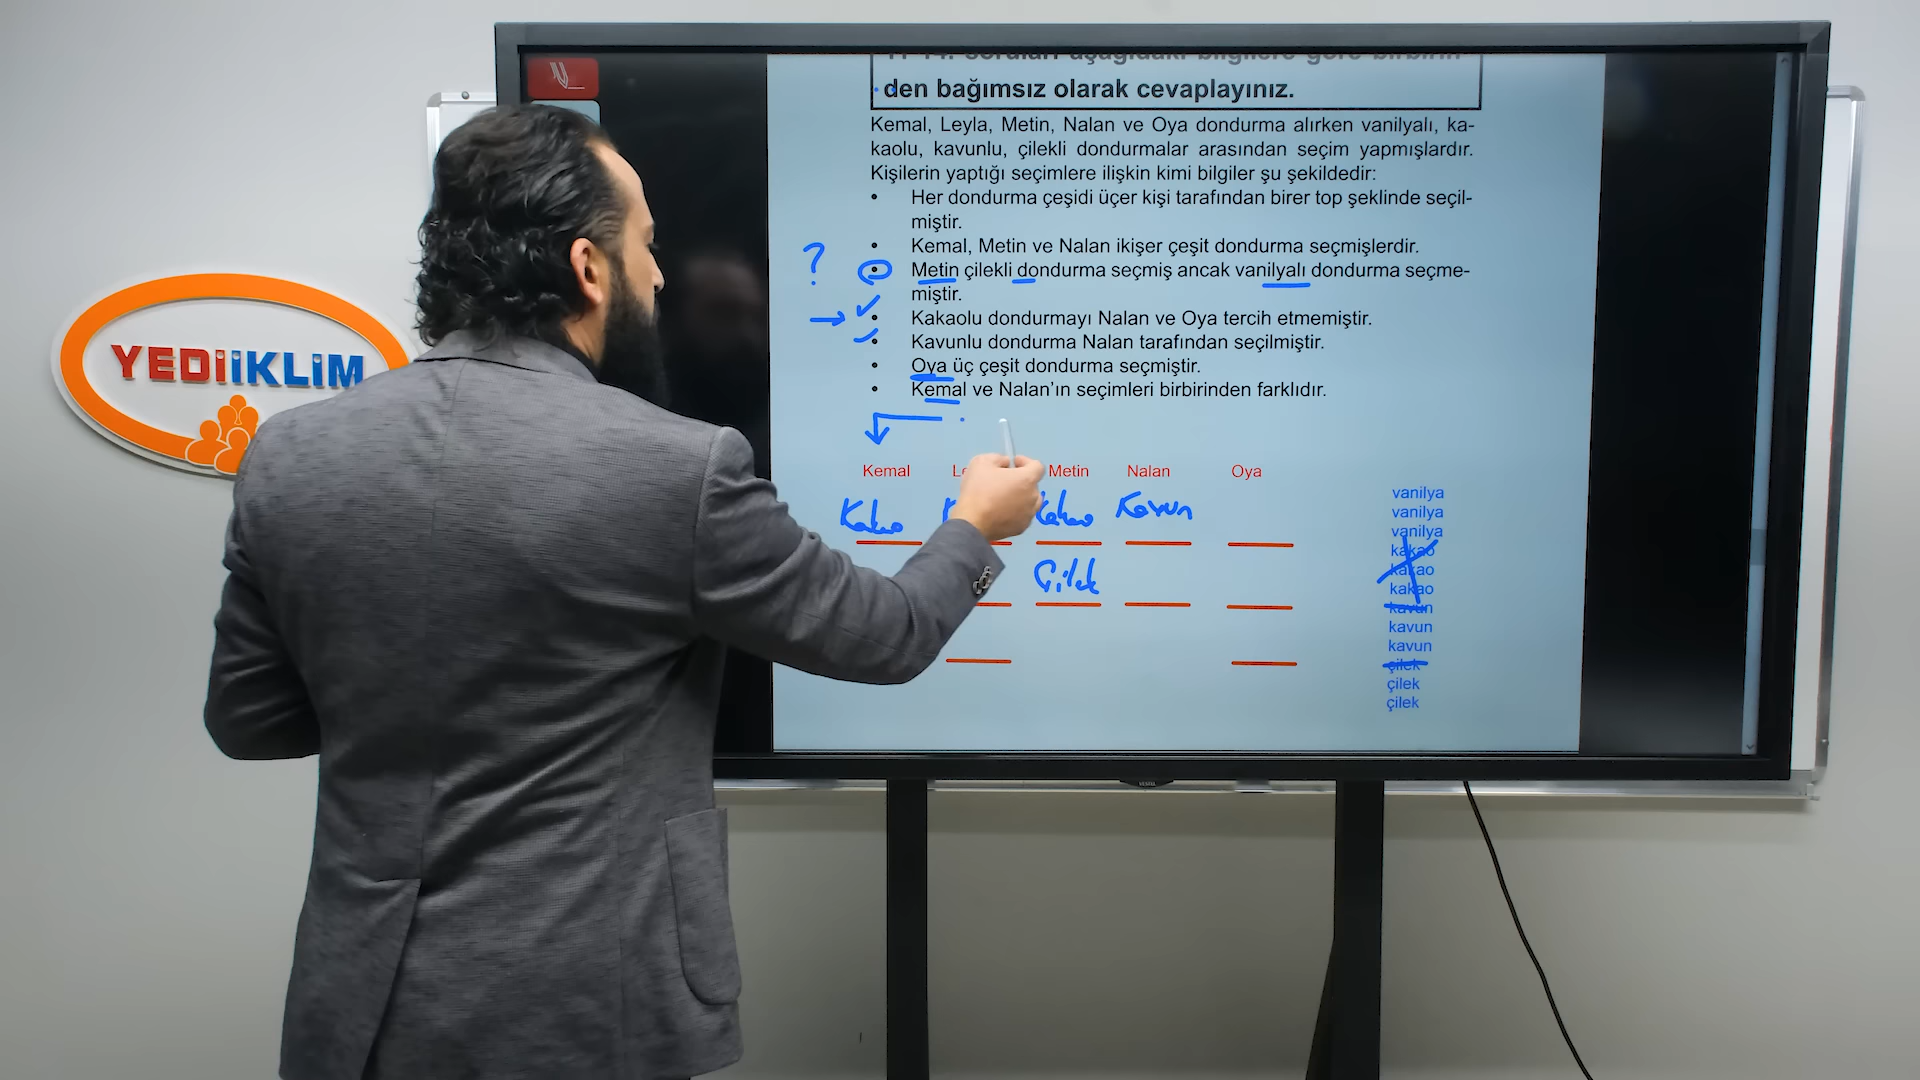 den bağımsız olarak cevaplayınız.
Kemal, Leyla, Metin, Nalan ve Oya dondurma alırken vanilyalı, ka-
kaolu, kavunlu, çilekli dondurmalar arasından seçim yapmışlardır.
Kişilerin yaptığı seçimlere ilişkin kimi bilgiler şu şekildedir:
• Her dondurma çeşidi üçer kişi tarafından birer top şeklinde seçil-
miştir.
• Kemal, Metin ve Nalan ikişer çeşit dondurma seçmişlerdir.
?
• Metin çilekli dondurma seçmiş ancak vanilyalı dondurma seçme-
miştir.
• Kakaolu dondurmayı Nalan ve Oya tercih etmemiştir.
• Kavunlu dondurma Nalan tarafından seçilmiştir.
• Oya üç çeşit dondurma seçmiştir.
• Kemal ve Nalan'ın seçimleri birbirinden farklıdır.
YEDiiKLiM
Kemal Metin Nalan Oya
Kakao Kakao Kavun
Çilek
vanilya
vanilya
vanilya
kakao
kakao
kakao
kavun
kavun
kavun
çilek
çilek
çilek